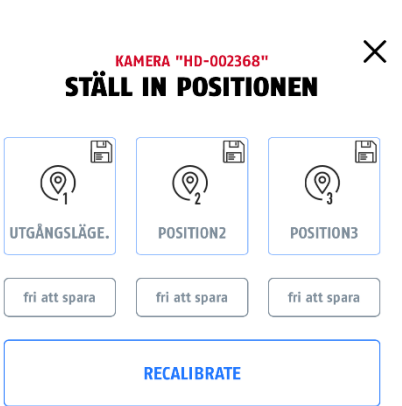 KAMERA "HD-002368"
STÄLL IN POSITIONEN
1 2 3
UTGÅNGSLÄGE. POSITION2 POSITION3
fri att spara fri att spara fri att spara
RECALIBRATE